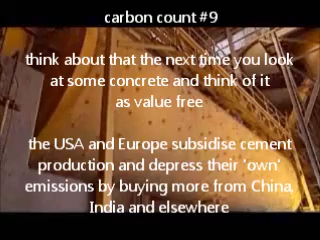 carbon count #9
think about that the next time you look
at some concrete and think of it
as value free
the USA and Europe subsidise cement
production and depress their 'own'
emissions by buying more from China,
India and elsewhere